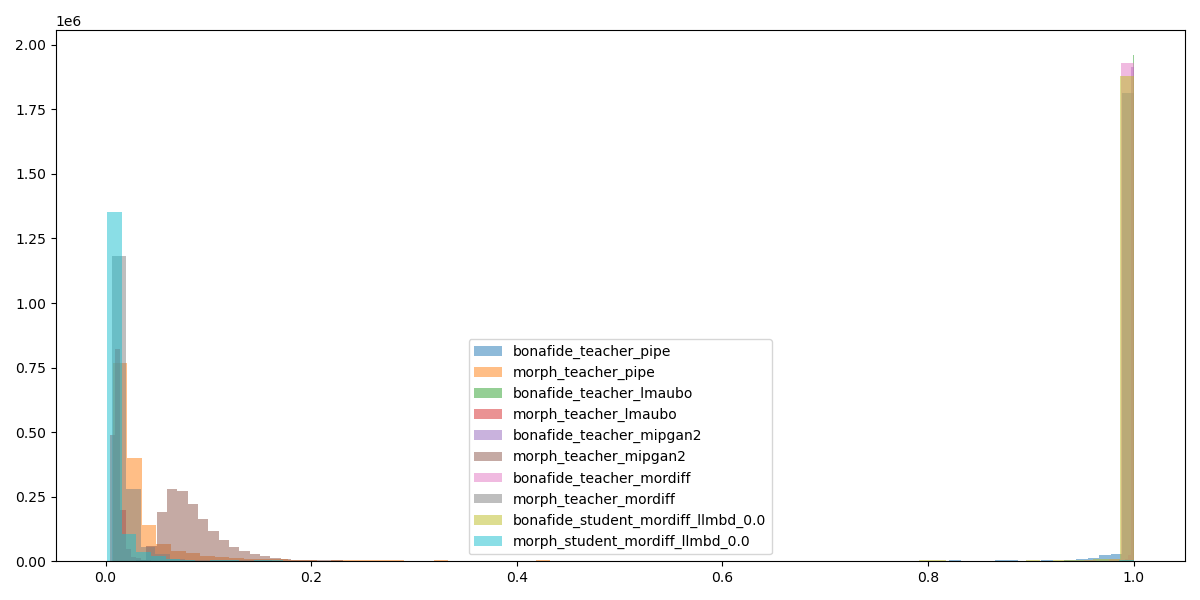 1e6
2.00
1.75
1.50
1.25
1.00
0.75
0.50
0.25
0.00
bonafide_teacher_pipe
morph_teacher_pipe
bonafide_teacher_lmaubo
morph_teacher_lmaubo
bonafide_teacher_mipgan2
morph_teacher_mipgan2
bonafide_teacher_mordiff
morph_teacher_mordiff
bonafide_student_mordiff_llmbd_0.0
morph_student_mordiff_llmbd_0.0
0.0 0.2 0.4 0.6 0.8 1.0